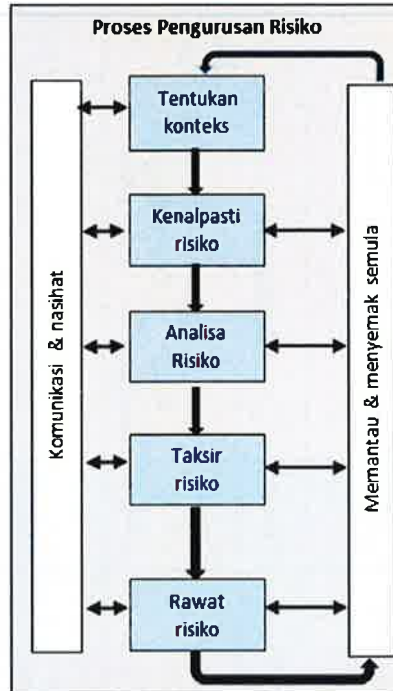 Proses Pengurusan Risiko
Tentukan
konteks
Kenalpasti
risiko
Analisa
Risiko
Taksir
risiko
Rawat
risiko
Komunikasi & nasihat
Memantau & menyemak semula